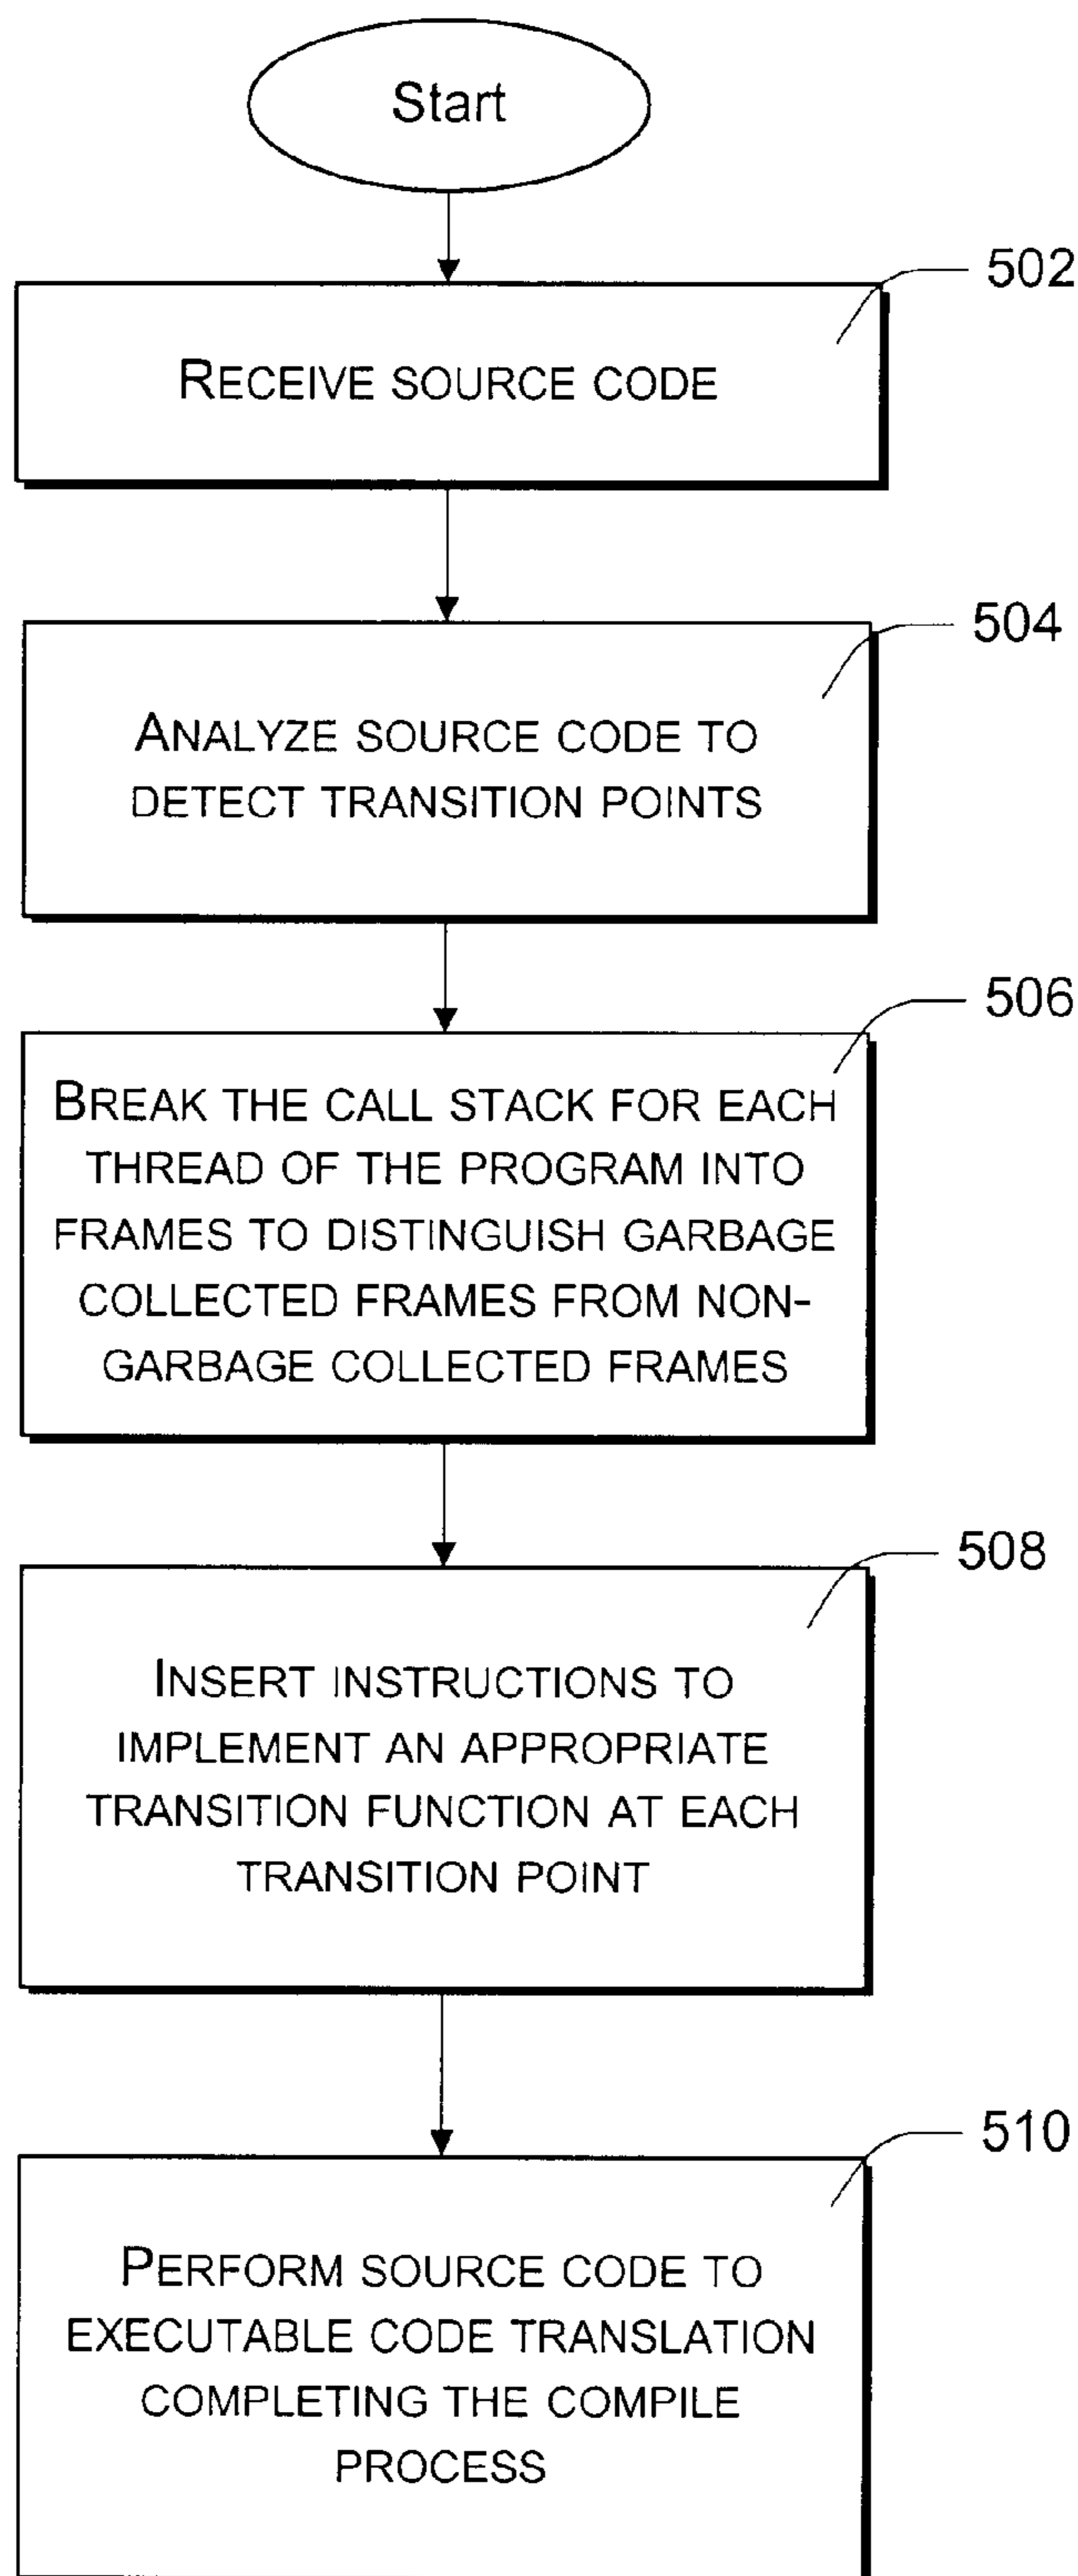 Start
502
RECEIVE SOURCE CODE
504
ANALYZE SOURCE CODE TO
DETECT TRANSITION POINTS
506
BREAK THE CALL STACK FOR EACH
THREAD OF THE PROGRAM INTO
FRAMES TO DISTINGUISH GARBAGE
COLLECTED FRAMES FROM NON-
GARBAGE COLLECTED FRAMES
508
INSERT INSTRUCTIONS TO
IMPLEMENT AN APPROPRIATE
TRANSITION FUNCTION AT EACH
TRANSITION POINT
510
PERFORM SOURCE CODE TO
EXECUTABLE CODE TRANSLATION
COMPLETING THE COMPILE
PROCESS